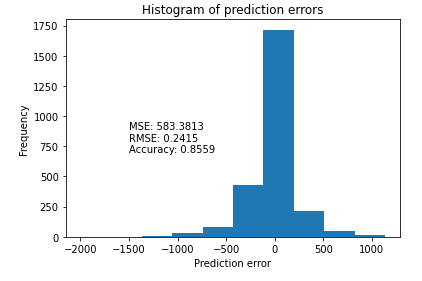 Histogram of prediction errors
1750
1500
1250
1000
750
500
250
0
Frequency
MSE: 583.3813
RMSE: 0.2415
Accuracy: 0.8559
−2000 −1500 −1000 −500 0 500 1000
Prediction error